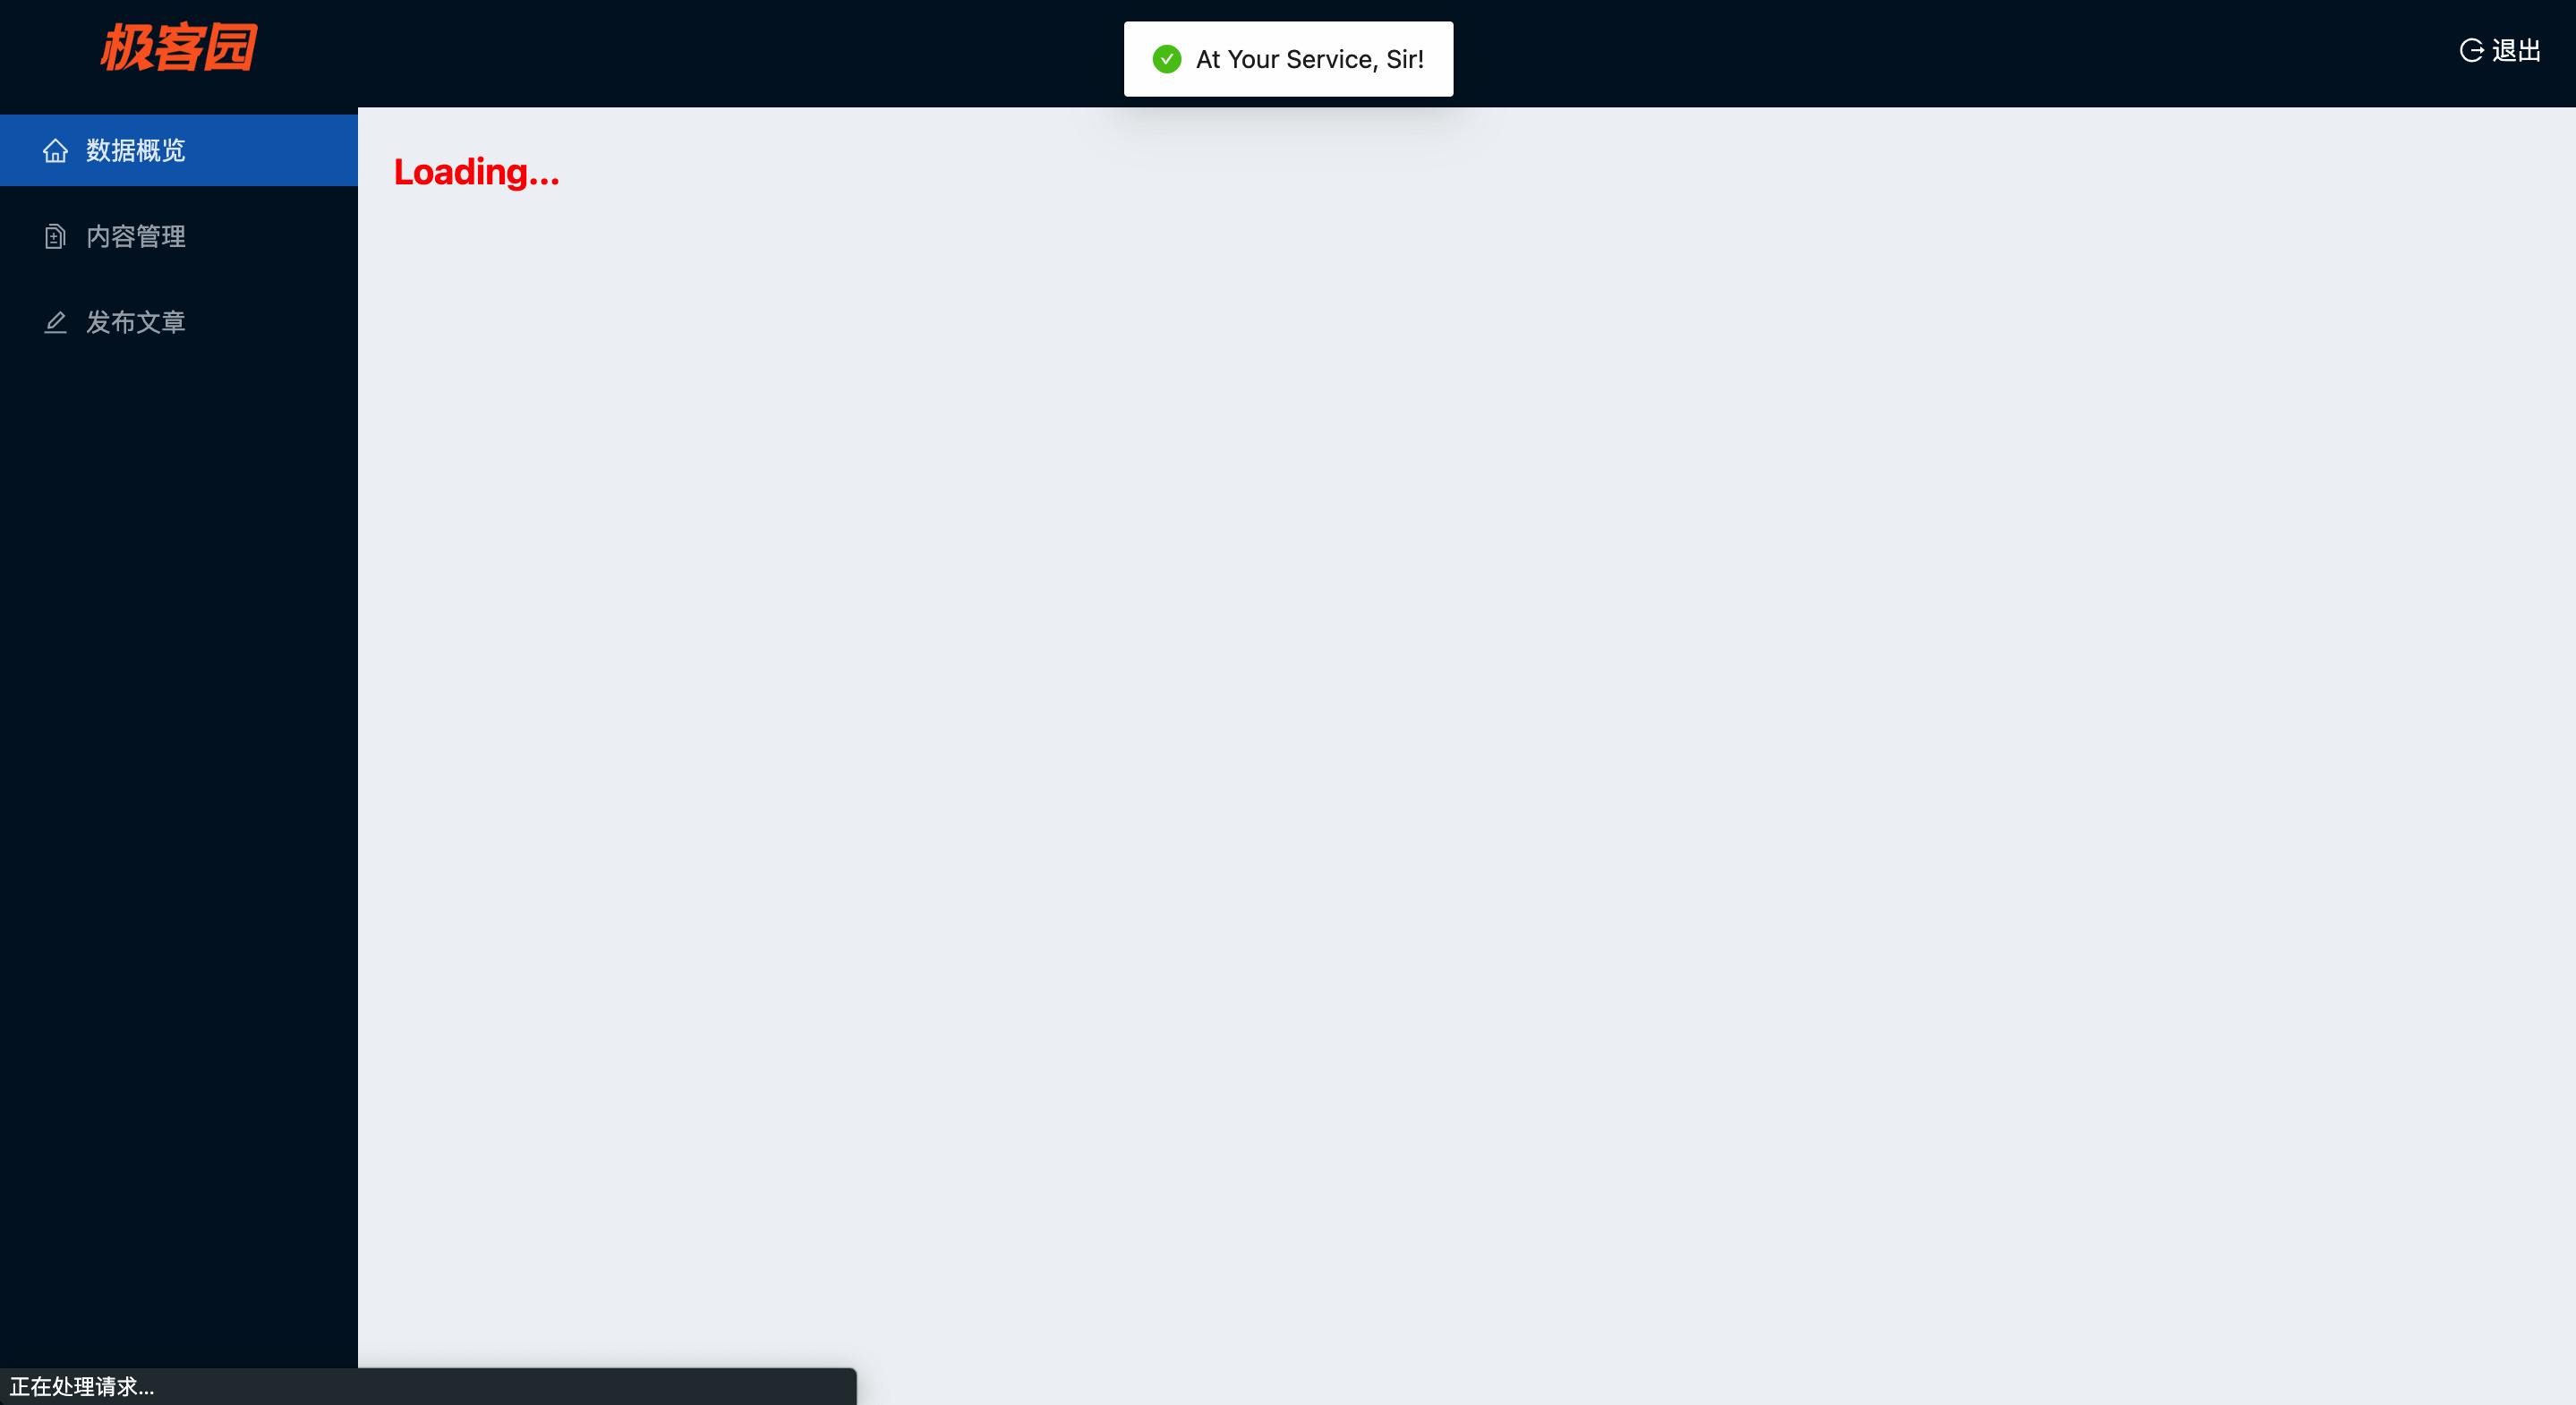 极客园
At Your Service, Sir!
退出
数据概览
内容管理
发布文章
Loading...
正在处理请求...